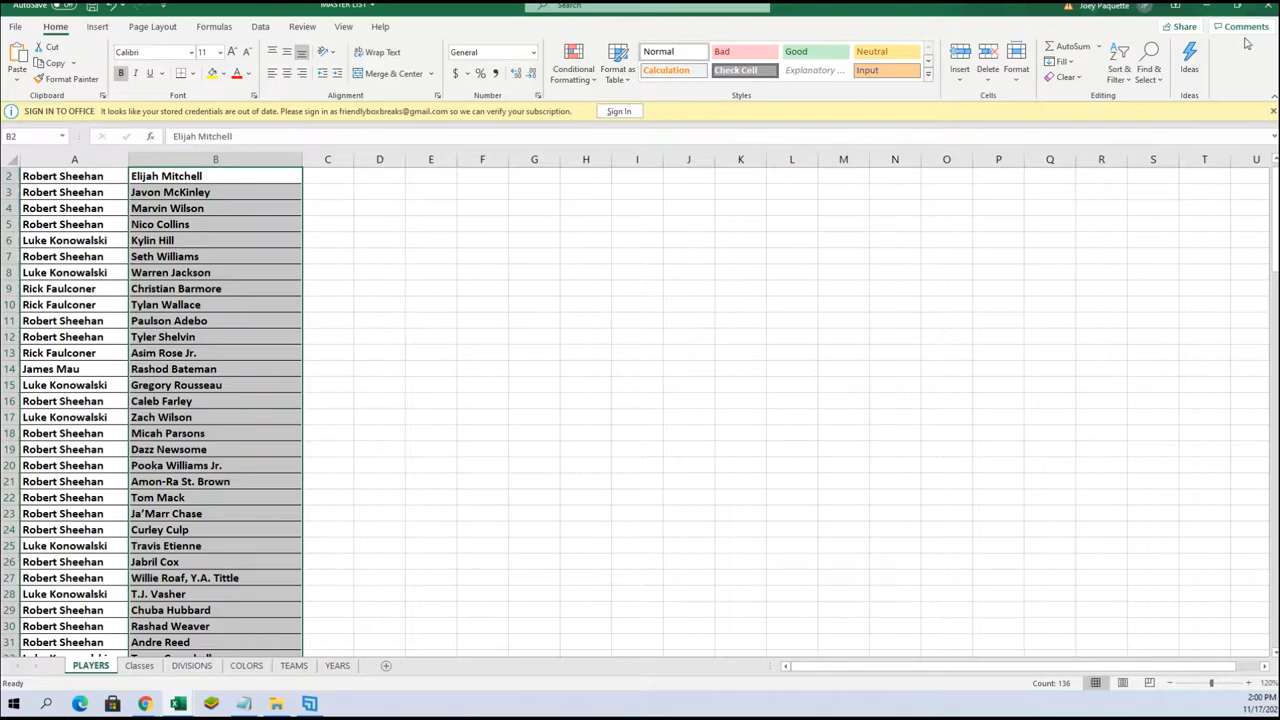 AutoSave Off MASTER LIST Search Joey Paquette JP
File Home Insert Page Layout Formulas Data Review View Help Share Comments
Cut Calibri 11 Wrap Text General Normal Bad Good Neutral AutoSum
Copy Conditional Format as Calculation Check Cell Explanatory ... Input Insert Delete Format Fill Sort & Find & Ideas
Paste Format Painter Merge & Center Formatting Table Clear Filter Select
Clipboard Font Alignment Number Styles Cells Editing Ideas
SIGN IN TO OFFICE It looks like your stored credentials are out of date. Please sign in as friendlyboxbreaks@gmail.com so we can verify your subscription. Sign In
B2 Elijah Mitchell
A B C D E F G H I J K L M N O P Q R S T U
2 Robert Sheehan Elijah Mitchell
3 Robert Sheehan Javon McKinley
4 Robert Sheehan Marvin Wilson
5 Robert Sheehan Nico Collins
6 Luke Konowalski Kylin Hill
7 Robert Sheehan Seth Williams
8 Luke Konowalski Warren Jackson
9 Rick Faulconer Christian Barmore
10 Rick Faulconer Tylan Wallace
11 Robert Sheehan Paulson Adebo
12 Robert Sheehan Tyler Shelvin
13 Rick Faulconer Asim Rose Jr.
14 James Mau Rashod Bateman
15 Luke Konowalski Gregory Rousseau
16 Robert Sheehan Caleb Farley
17 Luke Konowalski Zach Wilson
18 Robert Sheehan Micah Parsons
19 Robert Sheehan Dazz Newsome
20 Robert Sheehan Pooka Williams Jr.
21 Robert Sheehan Amon-Ra St. Brown
22 Robert Sheehan Tom Mack
23 Robert Sheehan Ja’Marr Chase
24 Robert Sheehan Curley Culp
25 Luke Konowalski Travis Etienne
26 Robert Sheehan Jabril Cox
27 Robert Sheehan Willie Roaf, Y.A. Tittle
28 Luke Konowalski T.J. Vasher
29 Robert Sheehan Chuba Hubbard
30 Robert Sheehan Rashad Weaver
31 Robert Sheehan Andre Reed
PLAYERS Classes DIVISIONS COLORS TEAMS YEARS
Ready Count: 136 120%
2:00 PM
11/17/202